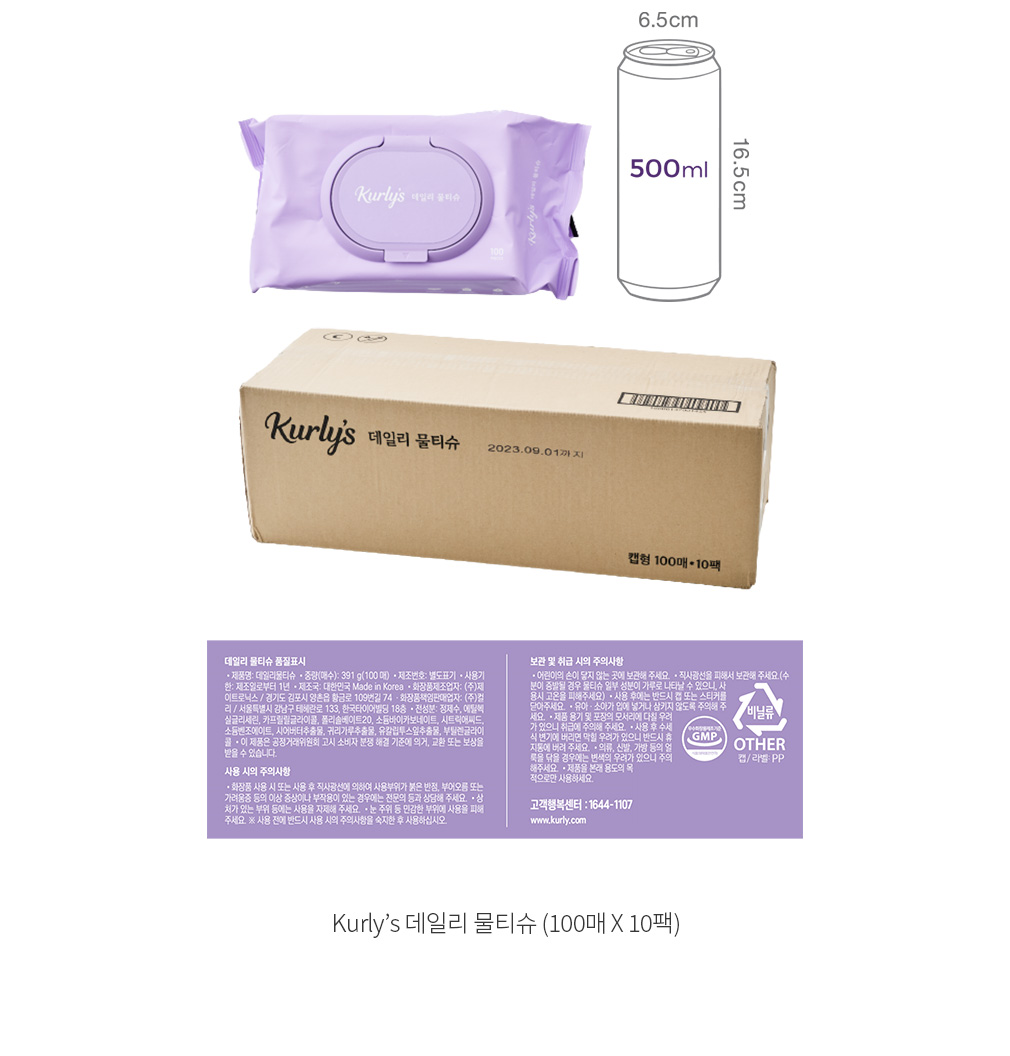 6.5cm
500ml
16.5cm
Kurly's 데일리 물티슈
Kurly's 데일리 물티슈
100
Kurly's 데일리 물티슈
2023.09.01까지
캡형 100매•10팩
데일리 물티슈 품질표시
• 제품명: 데일리물티슈 • 중량(매수): 391 g(100 매) • 제조번호: 별도표기 • 사용기
한: 제조일로부터 1년 • 제조국: 대한민국 Made in Korea • 화장품제조업자: (주)제
이트로닉스 / 경기도 김포시 양촌읍 황금로 109번길 74 · 화장품책임판매업자: (주)컬
리 / 서울특별시 강남구 테헤란로 133, 한국타이어빌딩 18층 • 전성분: 정제수, 에틸헥
실글리세린, 카프릴릴글라이콜, 폴리솔베이트20, 소듐바이카보네이트, 시트릭애씨드,
소듐벤조에이트, 시어버터추출물, 귀리가루추출물, 유칼립투스잎추출물, 부틸렌글라이
콜 • 이 제품은 공정거래위원회 고시 소비자 분쟁 해결 기준에 의거, 교환 또는 보상을
받을 수 있습니다.
사용 시의 주의사항
• 화장품 사용 시 또는 사용 후 직사광선에 의하여 사용부위가 붉은 반점, 부어오름 또는
가려움증 등의 이상 증상이나 부작용이 있는 경우에는 전문의 등과 상담해 주세요. • 상
처가 있는 부위 등에는 사용을 자제해 주세요. • 눈 주위 등 민감한 부위에 사용을 피해
주세요. ※ 사용 전에 반드시 사용 시의 주의사항을 숙지한 후 사용하십시오.
보관 및 취급 시의 주의사항
• 어린이의 손이 닿지 않는 곳에 보관해 주세요. • 직사광선을 피해서 보관해 주세요.(수
분이 증발될 경우 물티슈 일부 성분이 가루로 나타날 수 있으니, 사
용시 고온을 피해주세요) • 사용 후에는 반드시 캡 또는 스티커를
닫아주세요. • 유아·소아가 입에 넣거나 삼키지 않도록 주의해 주
세요. • 제품 용기 및 포장의 모서리에 다칠 우려
가 있으니 취급에 주의해 주세요. • 사용 후 수세
식 변기에 버리면 막힐 우려가 있으니 반드시 휴
지통에 버려 주세요. • 의류, 신발, 가방 등의 얼
룩을 닦을 경우에는 변색의 우려가 있으니 주의
해주세요. • 제품을 본래 용도의 목
적으로만 사용하세요.
GMP
비닐류
OTHER
캡/라벨: PP
고객행복센터 : 1644-1107
www.kurly.com
Kurly's 데일리 물티슈 (100매 X 10팩)